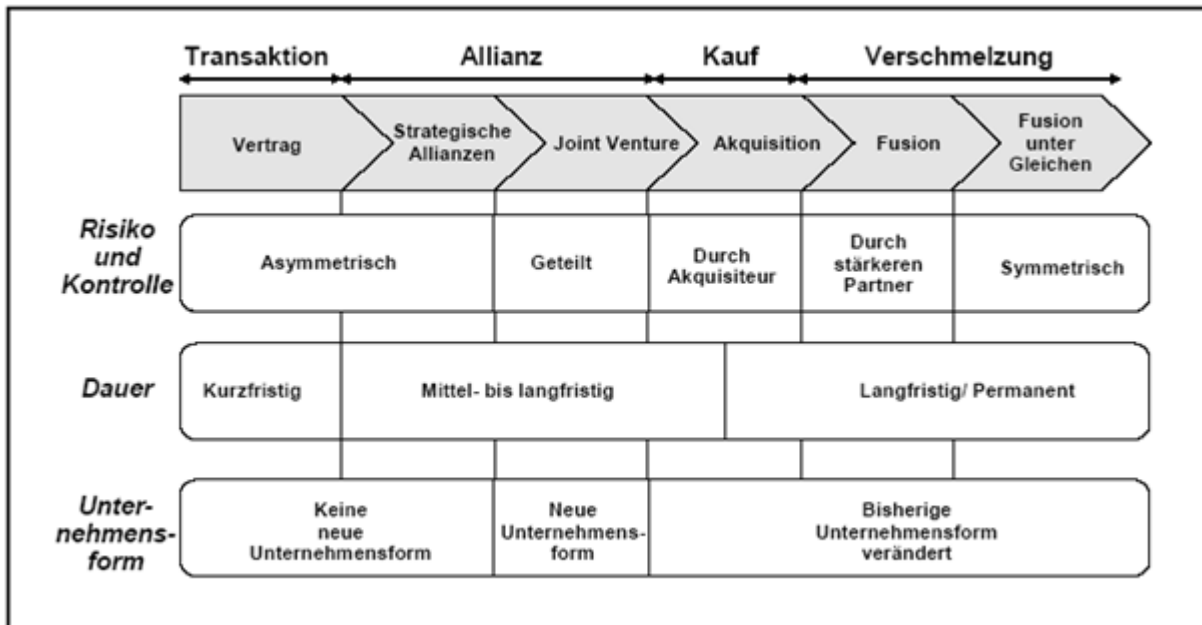 Transaktion
Allianz
Kauf
Verschmelzung
Vertrag
Strategische
Allianzen
Joint Venture
Akquisition
Fusion
Fusion
unter
Gleichen
Risiko
und
Kontrolle
Asymmetrisch
Geteilt
Durch
Akquisiteur
Durch
stärkeren
Partner
Symmetrisch
Dauer
Kurzfristig
Mittel- bis langfristig
Langfristig/ Permanent
Unter-
nehmens-
form
Keine
neue
Unternehmensform
Neue
Unternehmens-
form
Bisherige
Unternehmensform
verändert